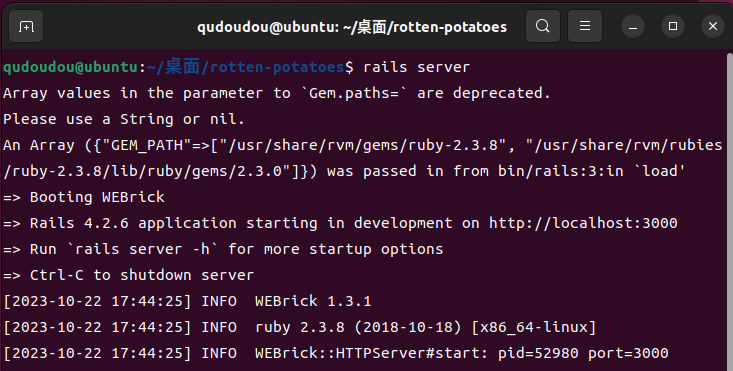 qudoudou@ubuntu: ~/桌面/rotten-potatoes
qudoudou@ubuntu:~/桌面/rotten-potatoes$ rails server
Array values in the parameter to `Gem.paths=` are deprecated.
Please use a String or nil.
An Array ({"GEM_PATH"=>["/usr/share/rvm/gems/ruby-2.3.8", "/usr/share/rvm/rubies
/ruby-2.3.8/lib/ruby/gems/2.3.0"]}) was passed in from bin/rails:3:in `load'
=> Booting WEBrick
=> Rails 4.2.6 application starting in development on http://localhost:3000
=> Run `rails server -h` for more startup options
=> Ctrl-C to shutdown server
[2023-10-22 17:44:25] INFO  WEBrick 1.3.1
[2023-10-22 17:44:25] INFO  ruby 2.3.8 (2018-10-18) [x86_64-linux]
[2023-10-22 17:44:25] INFO  WEBrick::HTTPServer#start: pid=52980 port=3000